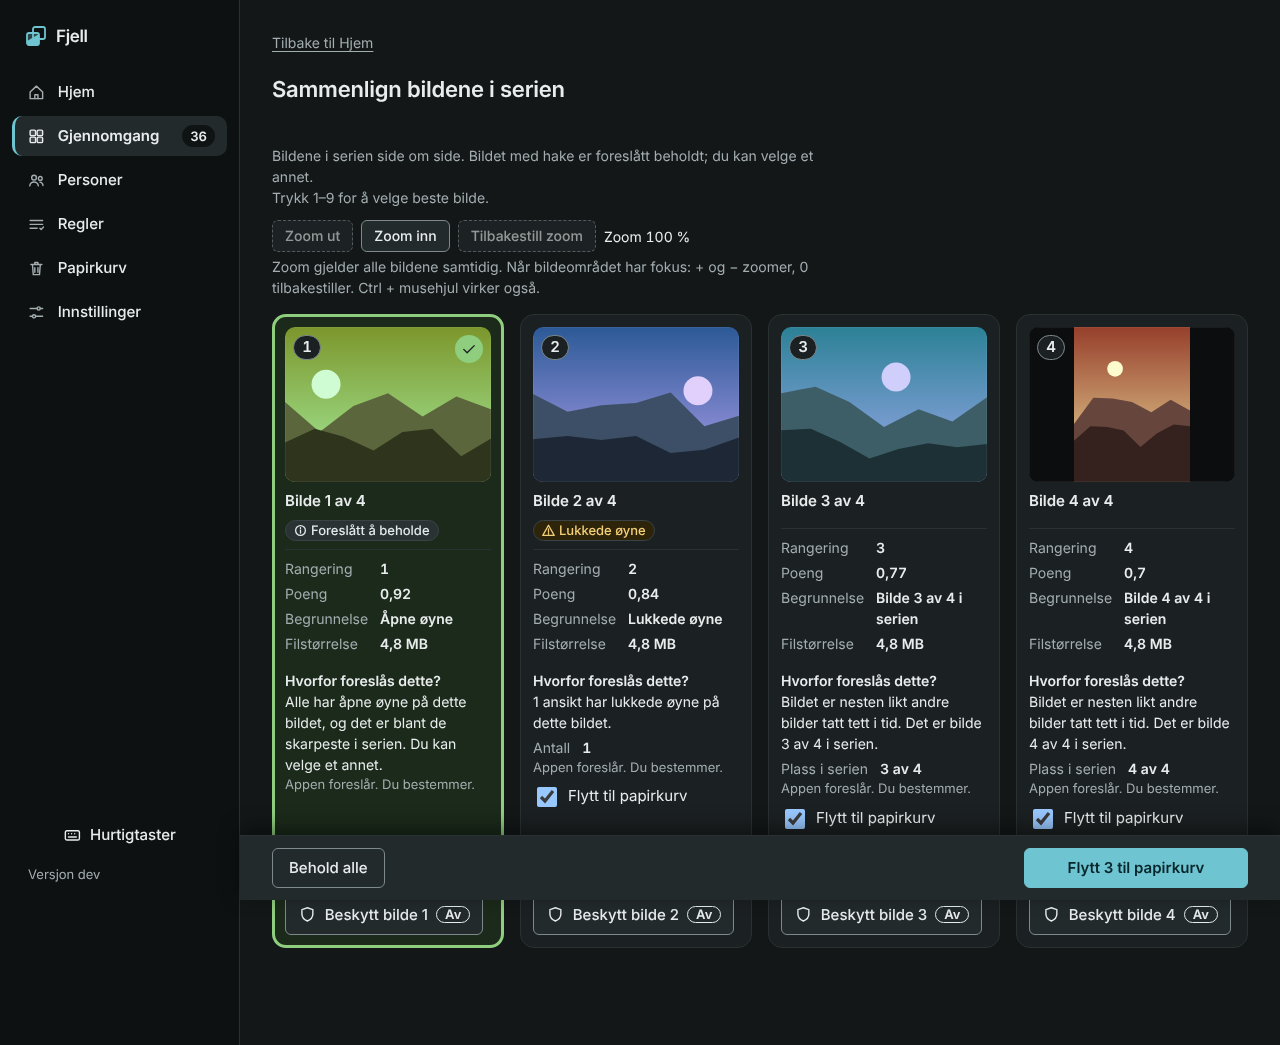 Fjell
Hjem
Gjennomgang 36
Personer
Regler
Papirkurv
Innstillinger
Hurtigtaster
Versjon dev
Tilbake til Hjem
Sammenlign bildene i serien
Bildene i serien side om side. Bildet med hake er foreslått beholdt; du kan velge et
annet.
Trykk 1–9 for å velge beste bilde.
Zoom ut Zoom inn Tilbakestill zoom Zoom 100 %
Zoom gjelder alle bildene samtidig. Når bildeområdet har fokus: + og − zoomer, 0
tilbakestiller. Ctrl + musehjul virker også.
1
Bilde 1 av 4
Foreslått å beholde
Rangering 1
Poeng 0,92
Begrunnelse Åpne øyne
Filstørrelse 4,8 MB
Hvorfor foreslås dette?
Alle har åpne øyne på dette
bildet, og det er blant de
skarpeste i serien. Du kan
velge et annet.
Appen foreslår. Du bestemmer.
Beskytt bilde 1 Av
2
Bilde 2 av 4
Lukkede øyne
Rangering 2
Poeng 0,84
Begrunnelse Lukkede øyne
Filstørrelse 4,8 MB
Hvorfor foreslås dette?
1 ansikt har lukkede øyne på
dette bildet.
Antall 1
Appen foreslår. Du bestemmer.
Flytt til papirkurv
Beskytt bilde 2 Av
3
Bilde 3 av 4
Rangering 3
Poeng 0,77
Begrunnelse Bilde 3 av 4 i
serien
Filstørrelse 4,8 MB
Hvorfor foreslås dette?
Bildet er nesten likt andre
bilder tatt tett i tid. Det er bilde
3 av 4 i serien.
Plass i serien 3 av 4
Appen foreslår. Du bestemmer.
Flytt til papirkurv
Beskytt bilde 3 Av
4
Bilde 4 av 4
Rangering 4
Poeng 0,7
Begrunnelse Bilde 4 av 4 i
serien
Filstørrelse 4,8 MB
Hvorfor foreslås dette?
Bildet er nesten likt andre
bilder tatt tett i tid. Det er bilde
4 av 4 i serien.
Plass i serien 4 av 4
Appen foreslår. Du bestemmer.
Flytt til papirkurv
Beskytt bilde 4 Av
Behold alle
Flytt 3 til papirkurv